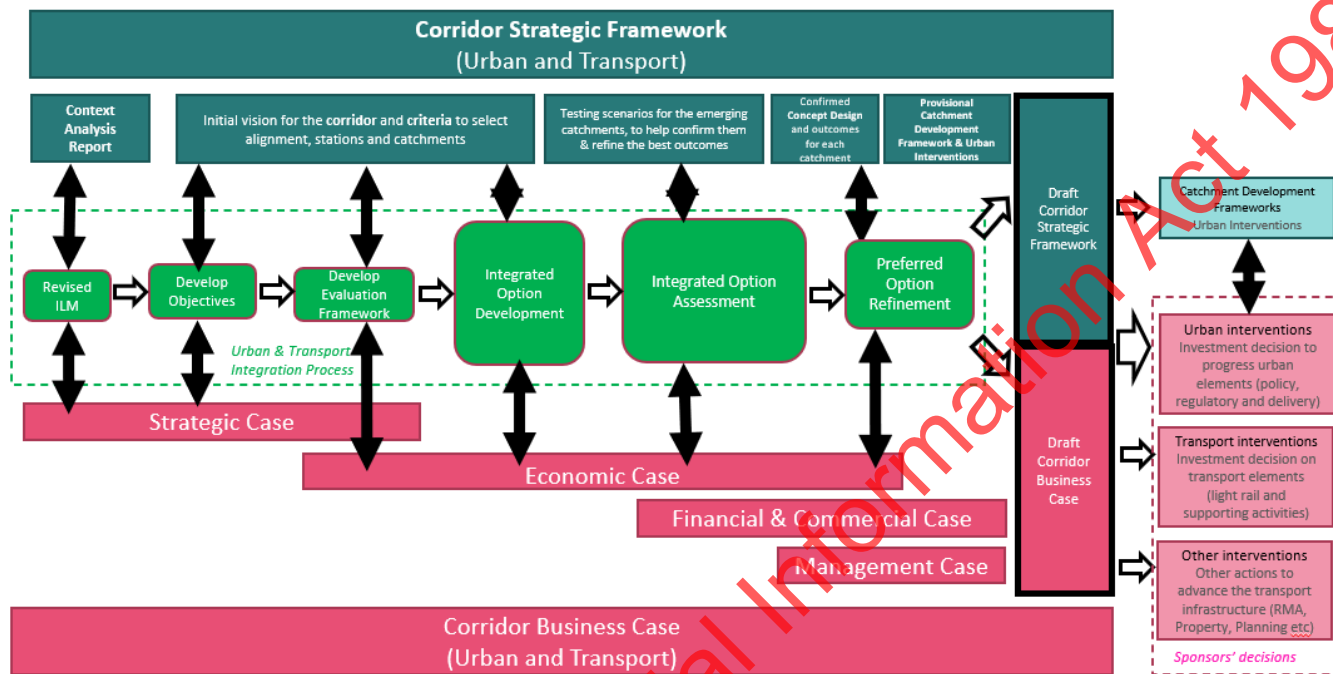 Corridor Strategic Framework
(Urban and Transport)
Context
Analysis
Report
Initial vision for the corridor and criteria to select
alignment, stations and catchments
Testing scenarios for the emerging
catchments, to help confirm them
& refine the best outcomes
Confirmed
Concept Design
and outcomes
for each
catchment
Provisional
Catchment
Development
Framework & Urban
Interventions
Draft
Corridor
Strategic
Framework
Catchment Development
Frameworks
Urban Interventions
Revised
ILM
Develop
Objectives
Develop
Evaluation
Framework
Integrated
Option
Development
Integrated Option
Assessment
Preferred
Option
Refinement
Urban & Transport
Integration Process
Strategic Case
Economic Case
Financial & Commercial Case
Management Case
Draft
Corridor
Business
Case
Urban interventions
Investment decision to
progress urban
elements (policy,
regulatory and delivery)
Transport interventions
Investment decision on
transport elements
(light rail and
supporting activities)
Other interventions
Other actions to
advance the transport
infrastructure (RMA,
Property, Planning etc)
Sponsors' decisions
Corridor Business Case
(Urban and Transport)
Information Act 198